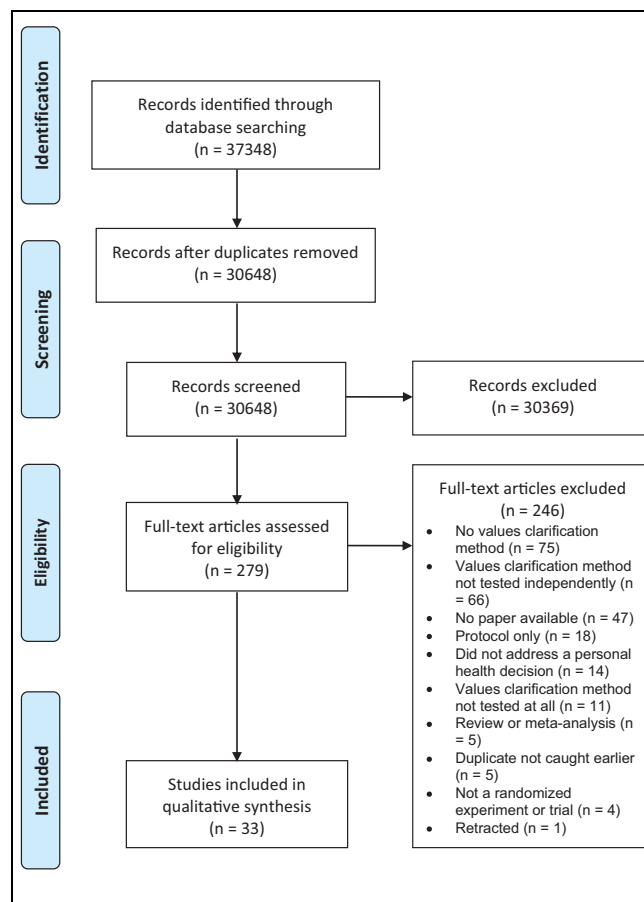 Identification
Records identified through
database searching
(n = 37348)
Records after duplicates removed
(n = 30648)
Screening
Records screened
(n = 30648)
Records excluded
(n = 30369)
Eligibility
Full-text articles assessed
for eligibility
(n = 279)
Full-text articles excluded
(n = 246)
• No values clarification
method (n = 75)
• Values clarification method
not tested independently (n
= 66)
• No paper available (n = 47)
• Protocol only (n = 18)
• Did not address a personal
health decision (n = 14)
• Values clarification method
not tested at all (n = 11)
• Review or meta-analysis (n
= 5)
• Duplicate not caught earlier
(n = 5)
• Not a randomized
experiment or trial (n = 4)
• Retracted (n = 1)
Included
Studies included in
qualitative synthesis
(n = 33)